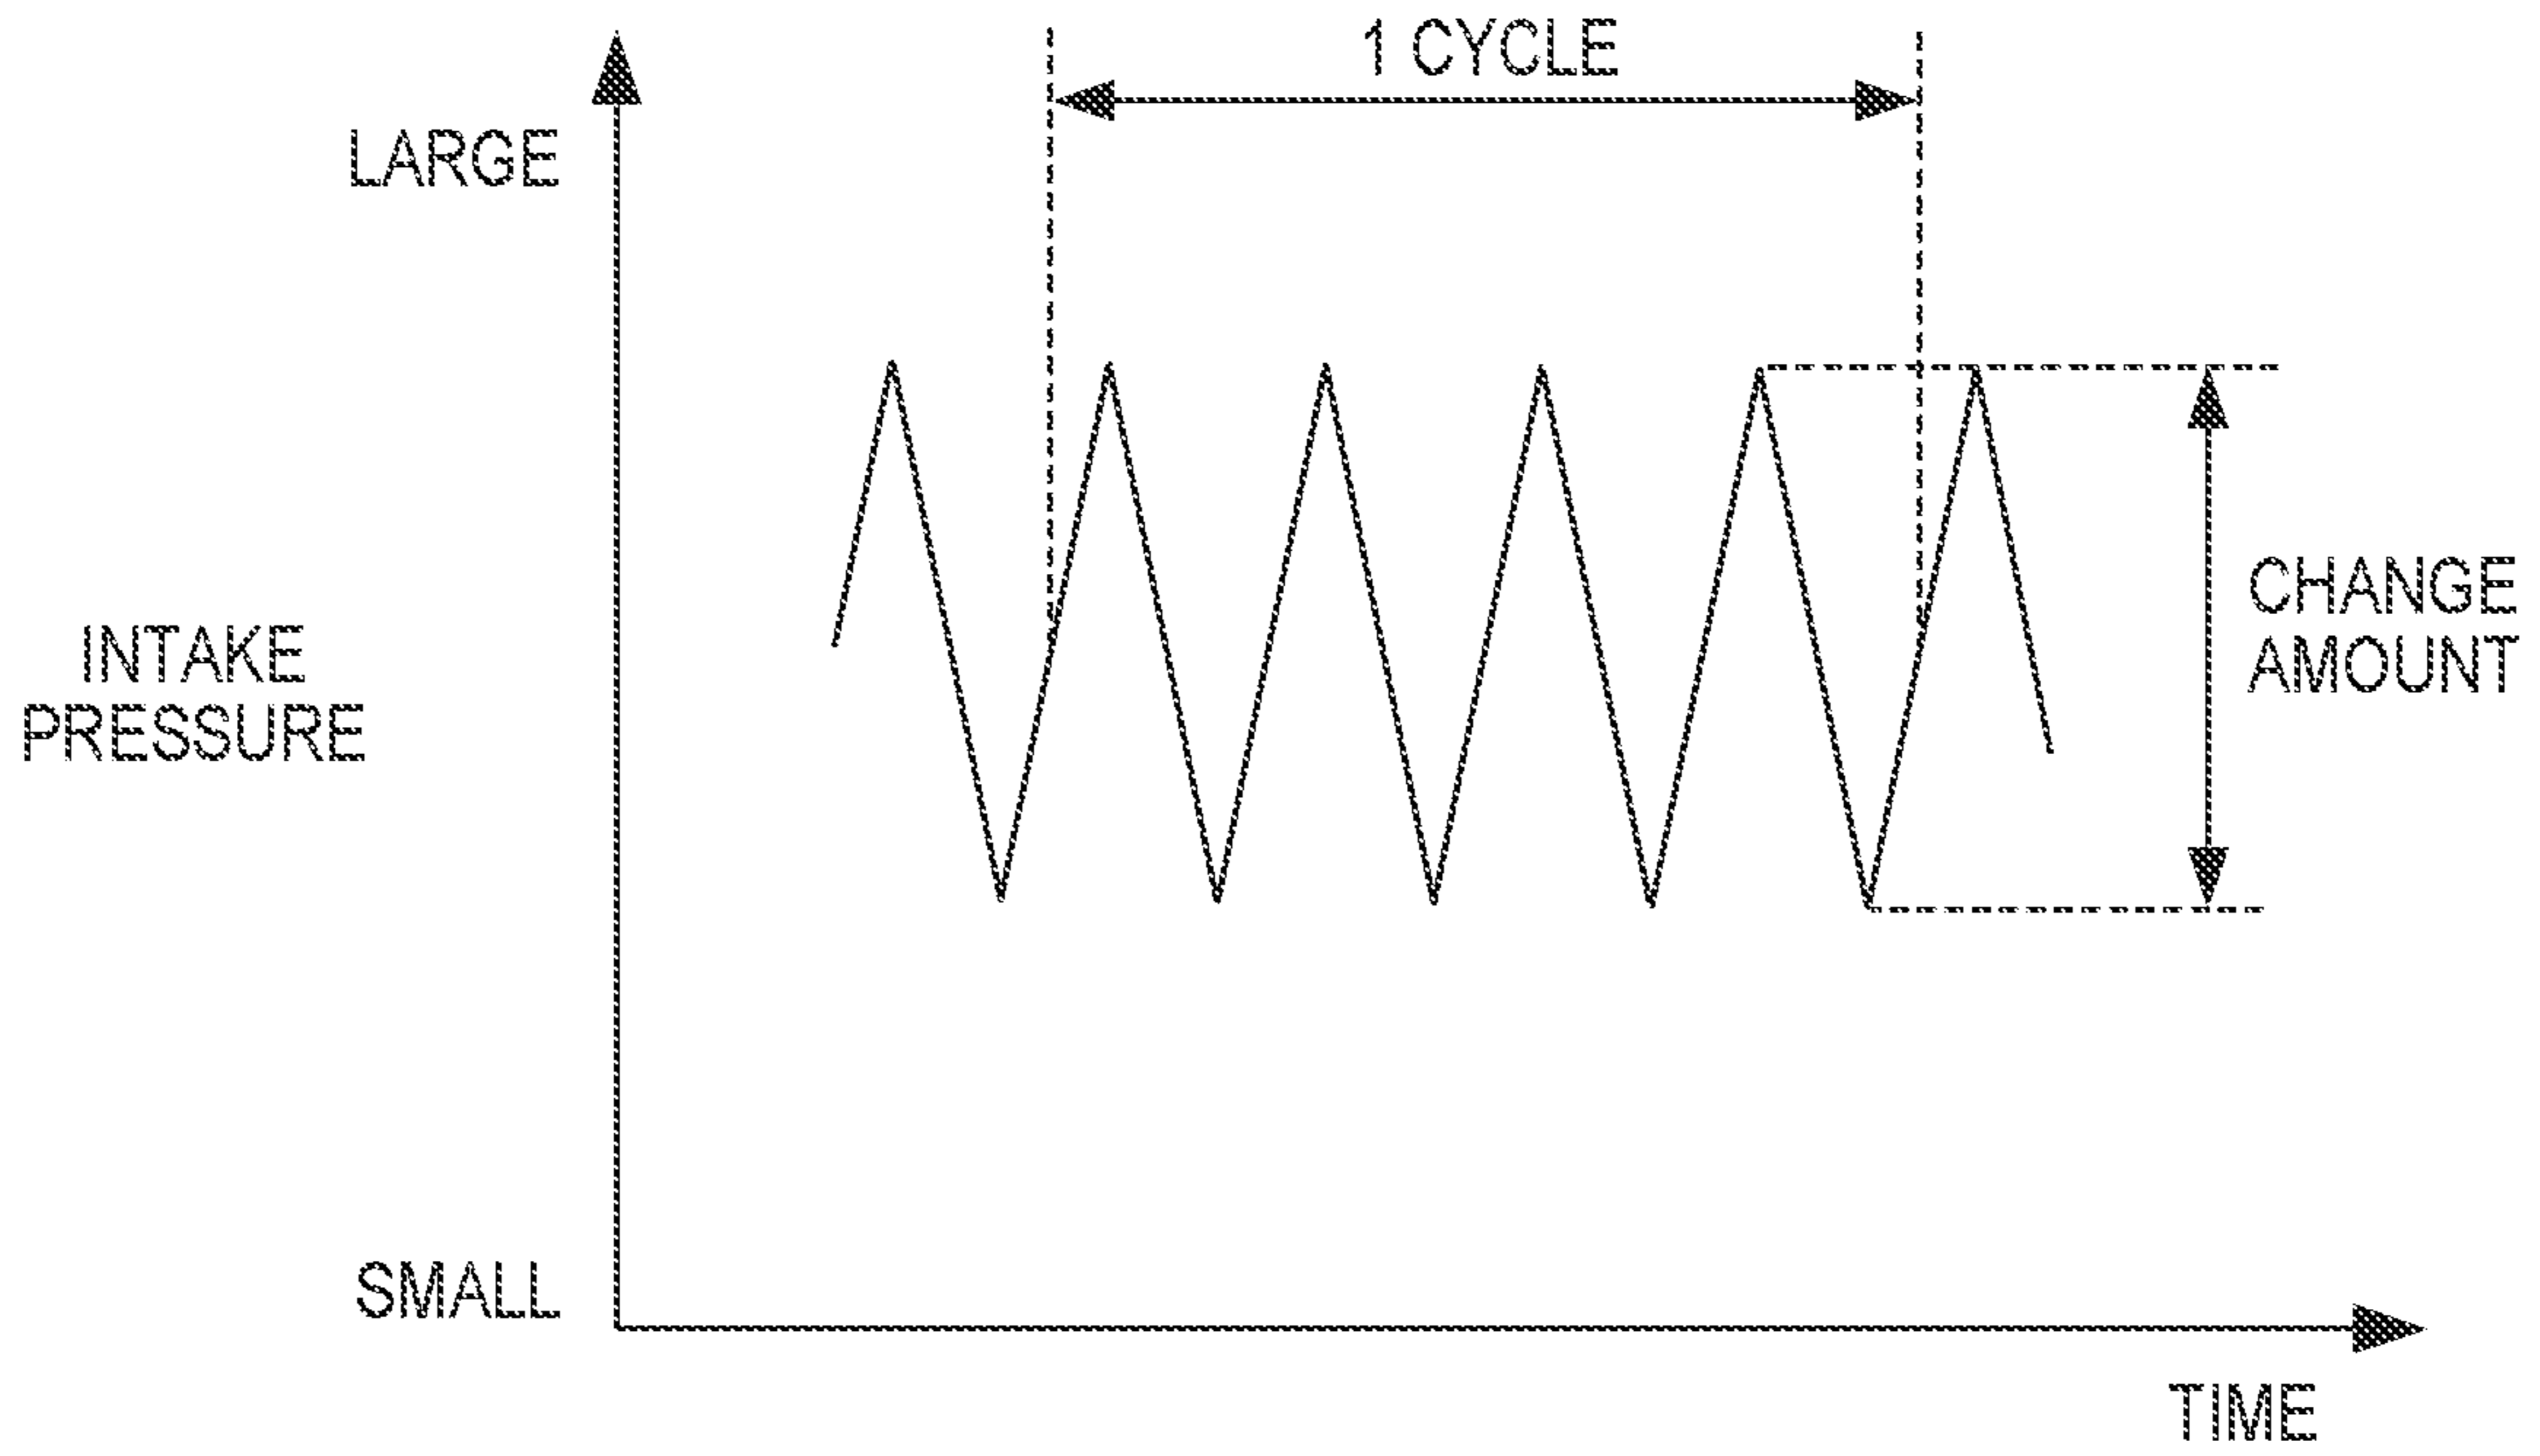 1 CYCLE
LARGE
INTAKE
PRESSURE
CHANGE
AMOUNT
SMALL
TIME